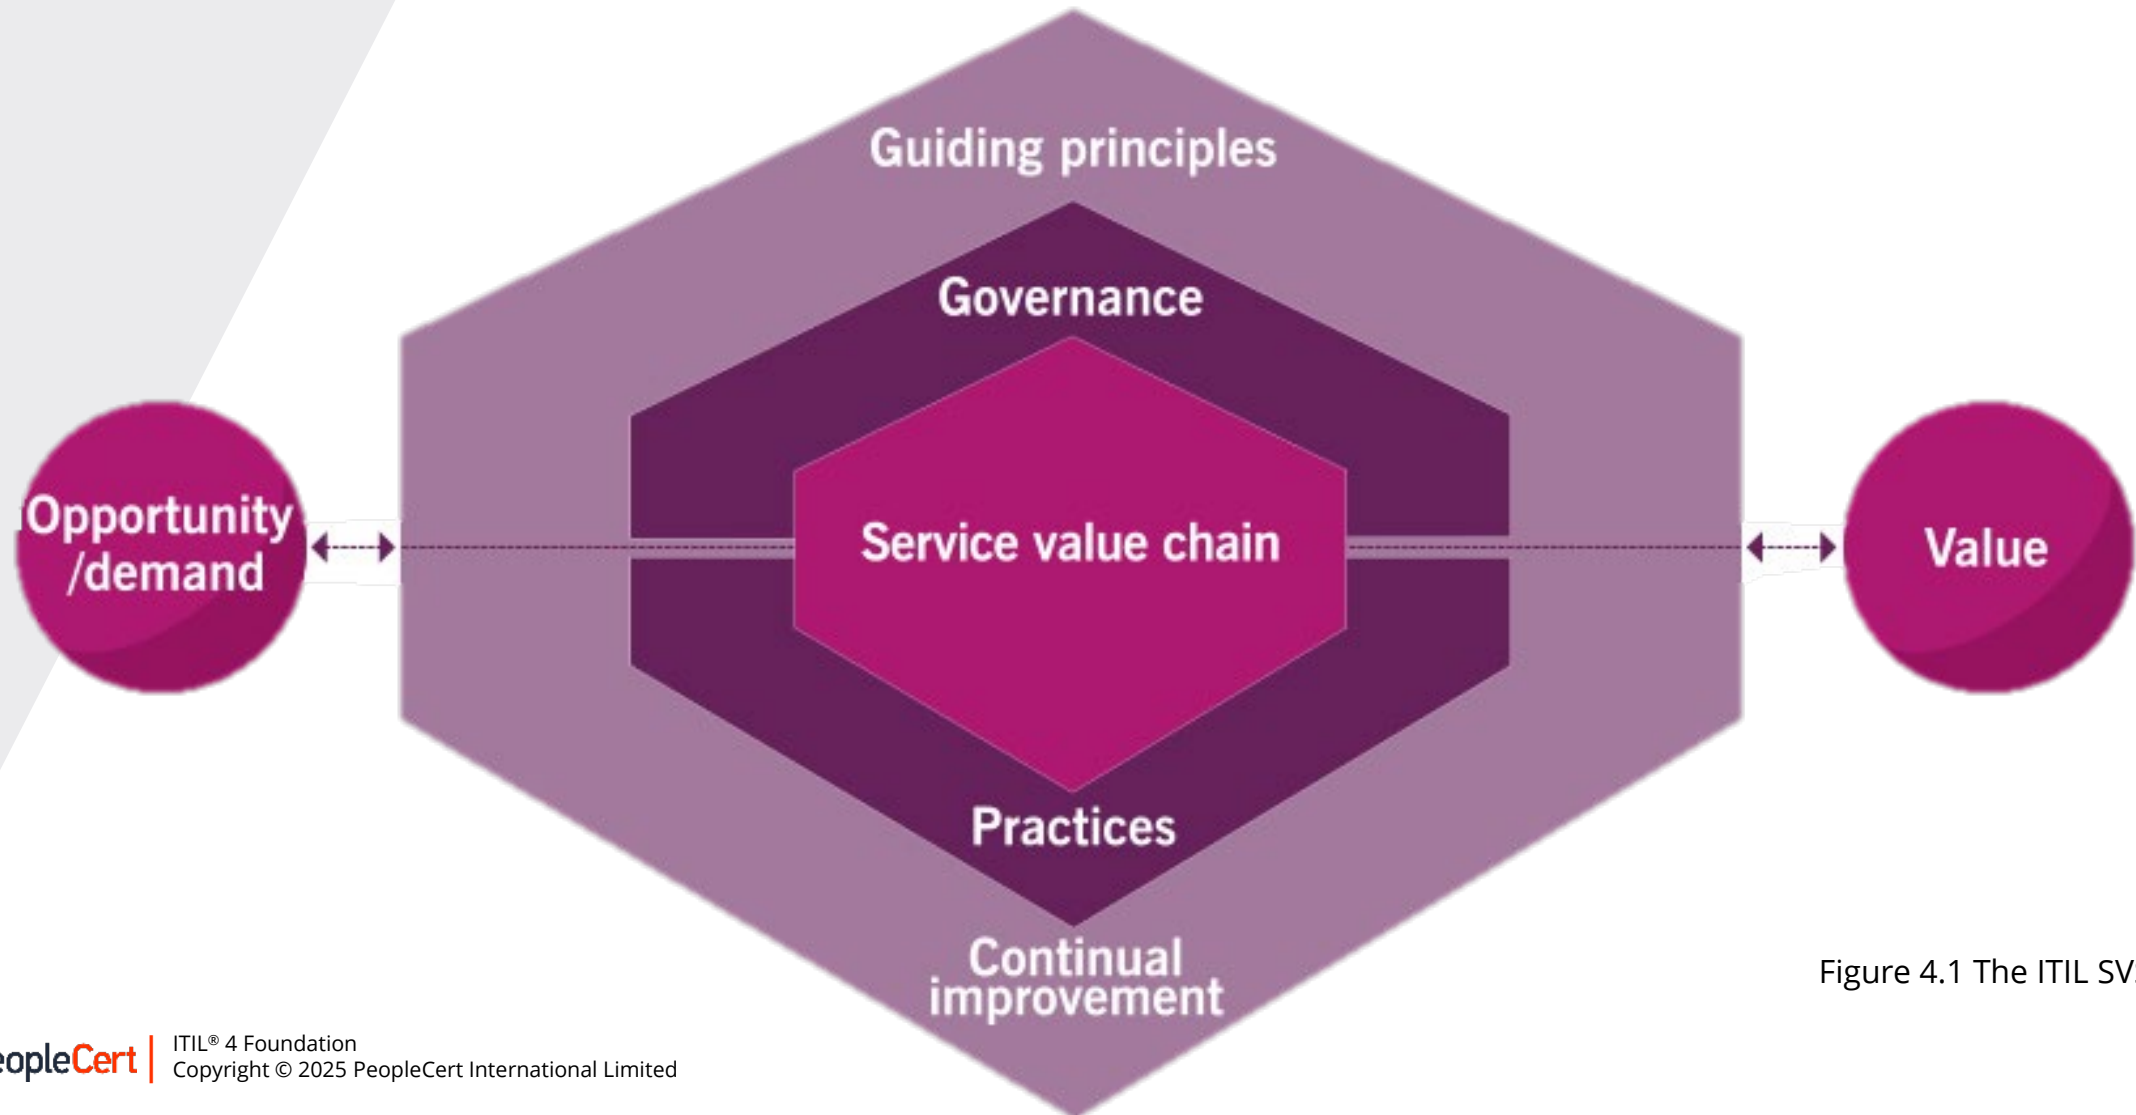 Guiding principles
Governance
Opportunity
/demand
Service value chain
Value
Practices
Continual
improvement
Figure 4.1 The ITIL SV
eopleCert
ITIL® 4 Foundation
Copyright © 2025 PeopleCert International Limited